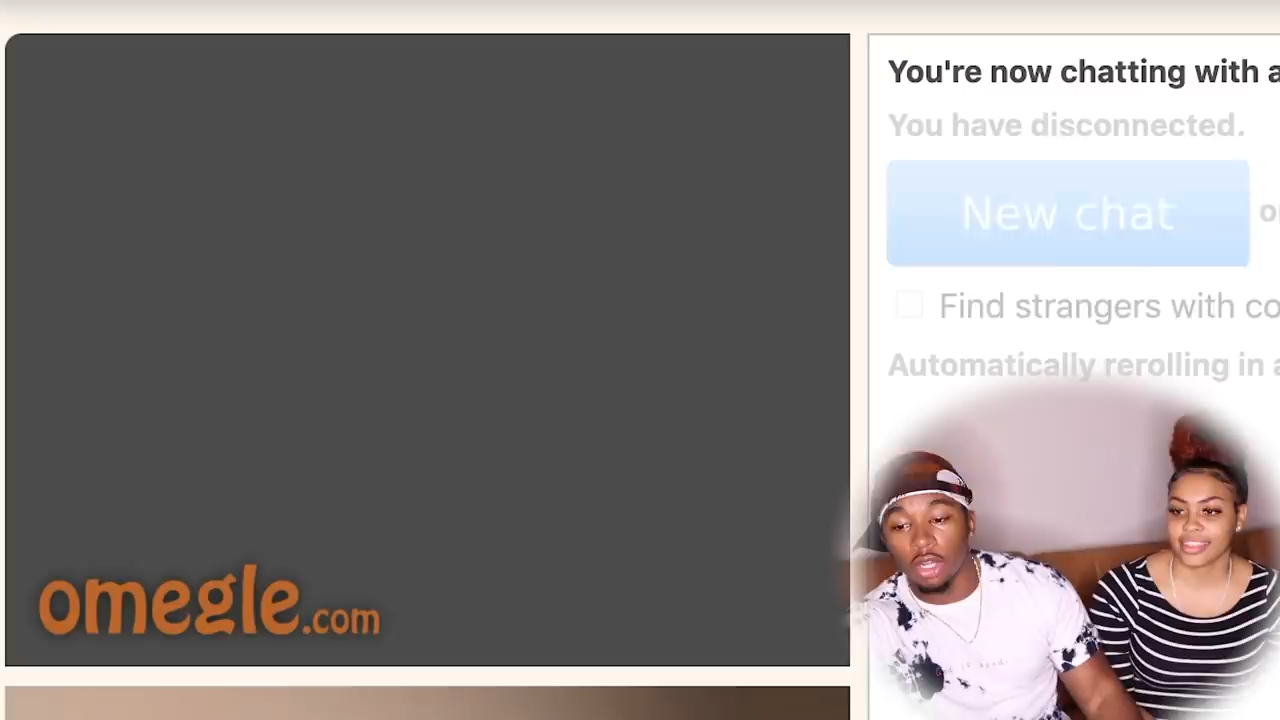 You're now chatting with a
You have disconnected.
New chat
Find strangers with co
Automatically rerolling in a
omegle.com